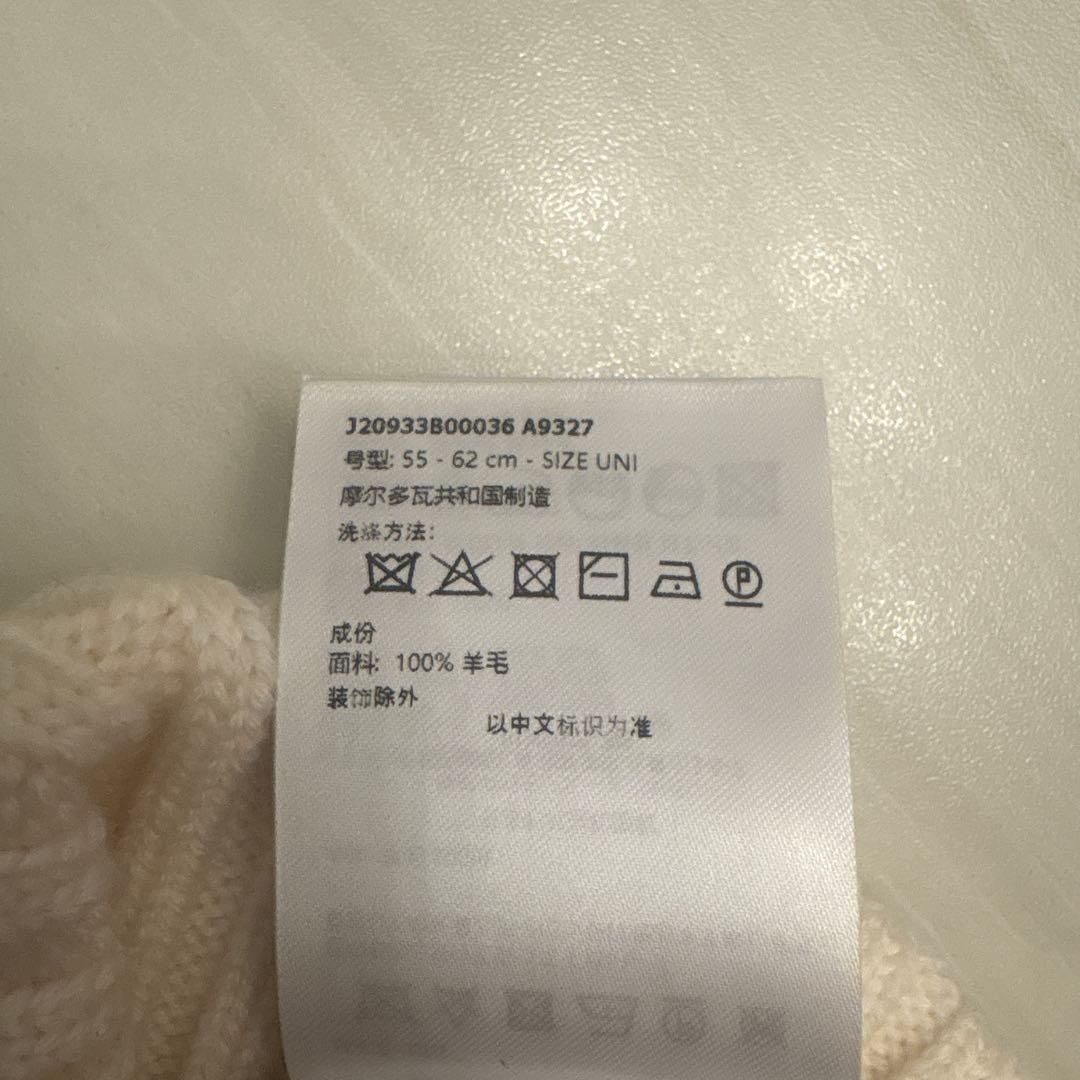 J20933B00036 A9327
号型: 55 - 62 cm - SIZE UNI
摩尔多瓦共和国制造
洗涤方法:
P
成份
面料: 100% 羊毛
装饰除外
以中文标识为准